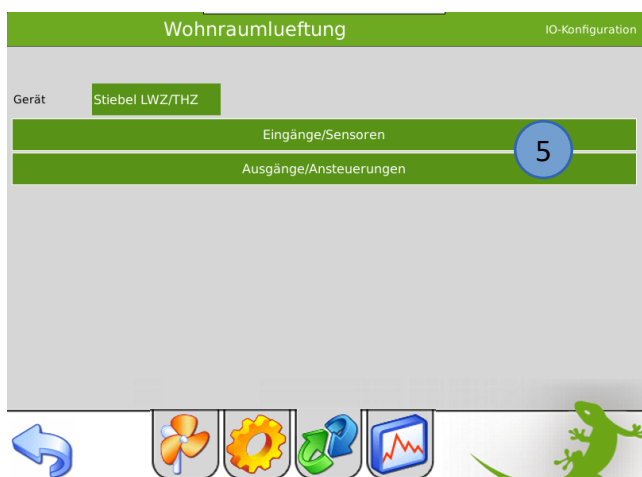 Wohnraumlueftung
IO-Konfiguration
Gerät
Stiebel LWZ/THZ
Eingänge/Sensoren
5
Ausgänge/Ansteuerungen